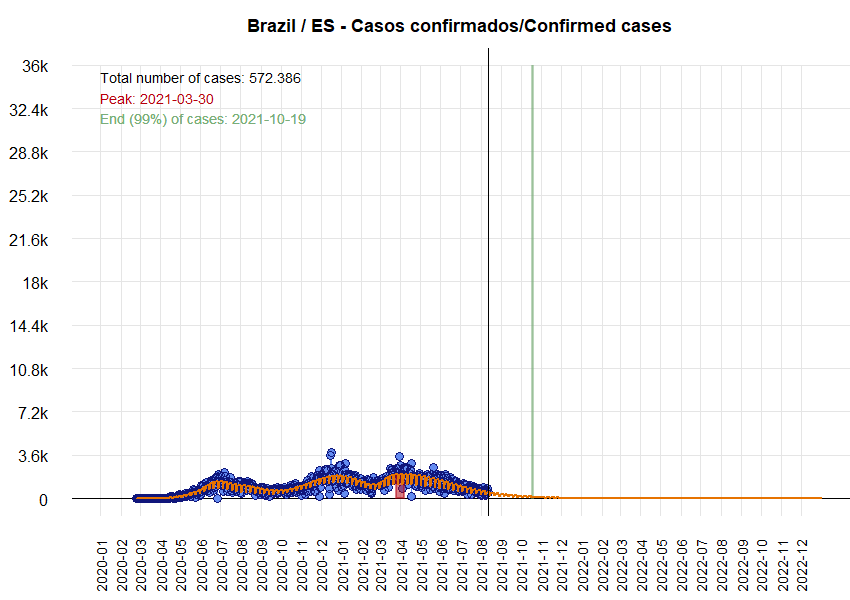 Brazil / ES - Casos confirmados/Confirmed cases
Total number of cases: 572.386
Peak: 2021-03-30
End (99%) of cases: 2021-10-19
36k
32.4k
28.8k
25.2k
21.6k
18k
14.4k
10.8k
7.2k
3.6k
0
2020-01
2020-02
2020-03
2020-04
2020-05
2020-06
2020-07
2020-08
2020-09
2020-10
2020-11
2020-12
2021-01
2021-02
2021-03
2021-04
2021-05
2021-06
2021-07
2021-08
2021-09
2021-10
2021-11
2021-12
2022-01
2022-02
2022-03
2022-04
2022-05
2022-06
2022-07
2022-08
2022-09
2022-10
2022-11
2022-12